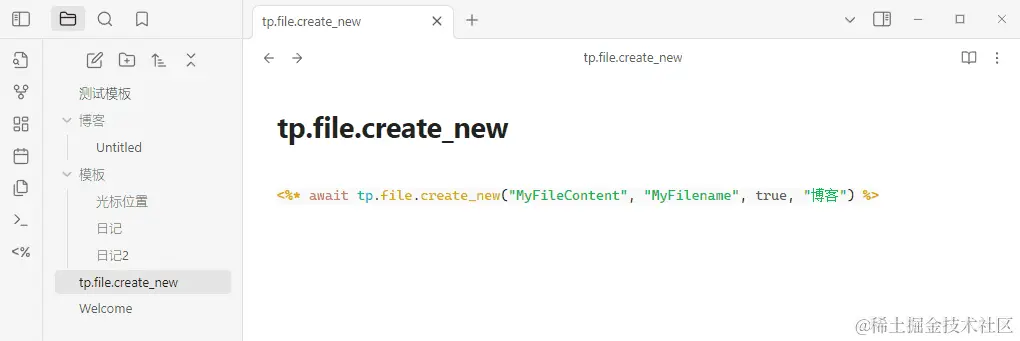 tp.file.create_new
tp.file.create_new
测试模板
博客
Untitled
模板
光标位置
日记
日记2
tp.file.create_new
Welcome
tp.file.create_new
<%* await tp.file.create_new("MyFileContent", "MyFilename", true, "博客") %>
<%
@稀土掘金技术社区